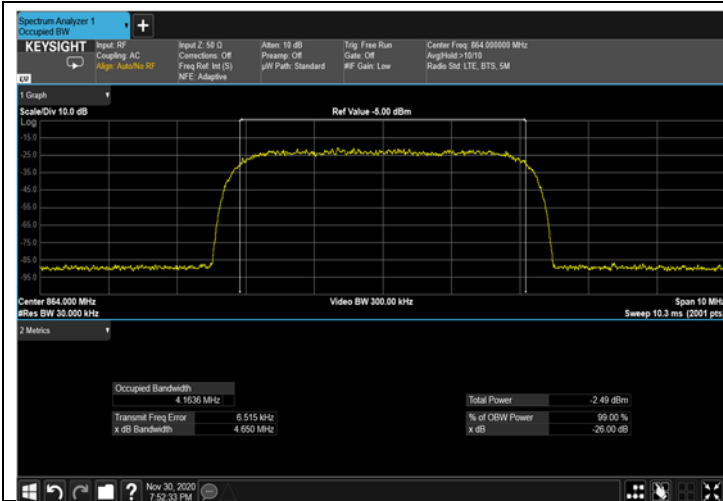 Spectrum Analyzer 1
Occupied BW
KEYSIGHT
Input: RF
Coupling: AC
Align: Auto/No RF
Input Z: 50 Ω
Corrections: Off
Freq Ref: Int (S)
NFE: Adaptive
Atten: 10 dB
Preamp: Off
µW Path: Standard
Trig: Free Run
Gate: Off
#IF Gain: Low
Center Freq: 864.000000 MHz
Avg|Hold:>10/10
Radio Std: LTE, BTS, 5M
1 Graph
Scale/Div 10.0 dB
Ref Value -5.00 dBm
Log
-15.0
-25.0
-35.0
-45.0
-55.0
-65.0
-75.0
-85.0
-95.0
Center 864.000 MHz
Video BW 300.00 kHz
Span 10 MHz
#Res BW 30.000 kHz
Sweep 10.3 ms (2001 pts)
2 Metrics
Occupied Bandwidth
4.1636 MHz
Total Power -2.49 dBm
Transmit Freq Error 6.515 kHz
% of OBW Power 99.00 %
x dB Bandwidth 4.650 MHz
x dB -26.00 dB
Nov 30, 2020
7:52:33 PM